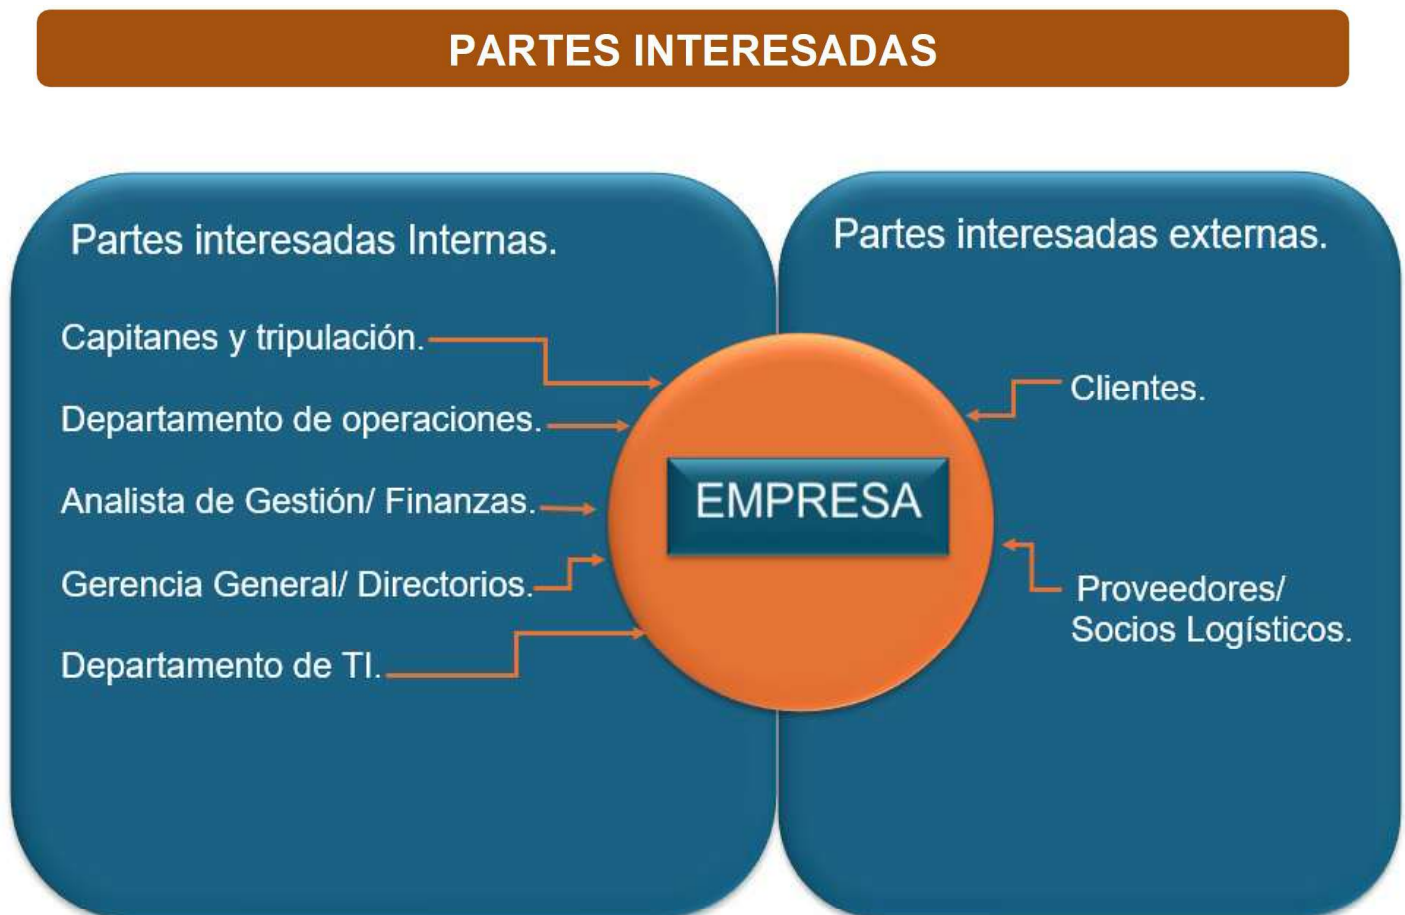 PARTES INTERESADAS
Partes interesadas Internas.
Capitanes y tripulación.
Departamento de operaciones.
Analista de Gestión/ Finanzas.
Gerencia General/ Directorios.
Departamento de TI.
EMPRESA
Partes interesadas externas.
Clientes.
Proveedores/
Socios Logísticos.